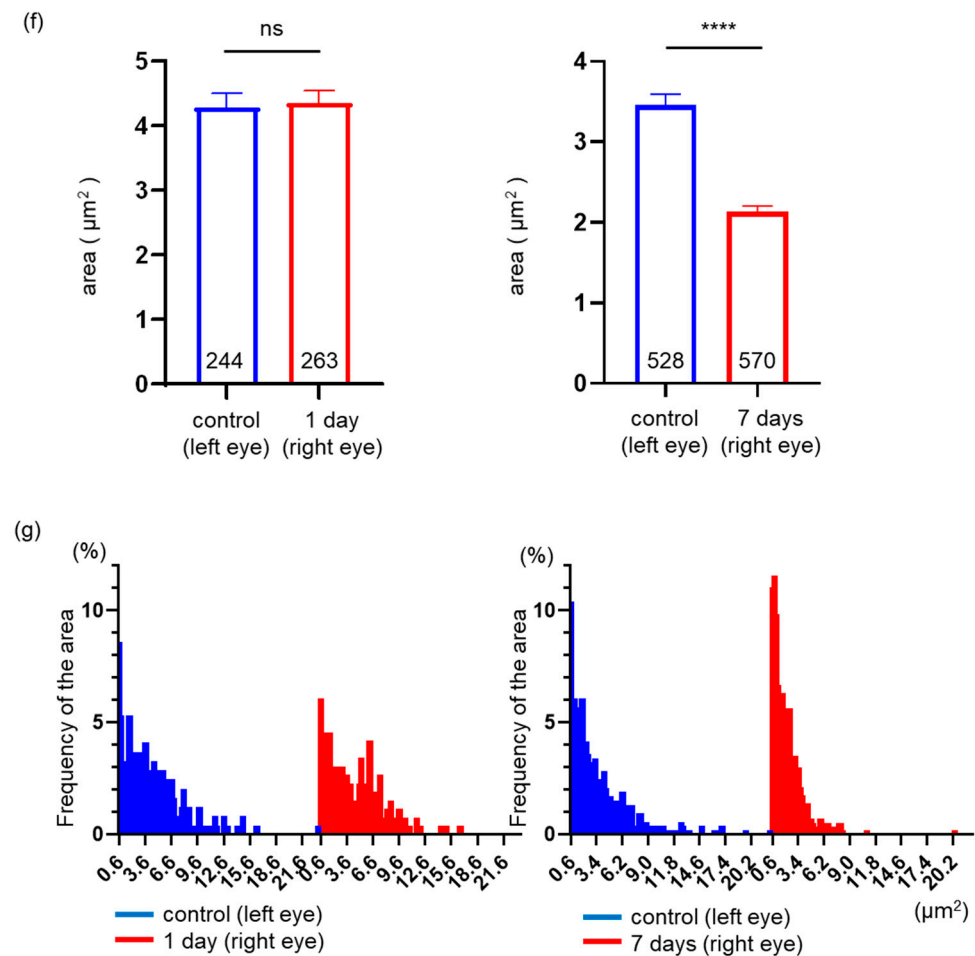 (f)
ns
5
4
3
2
1
0
area ( µm² )
244
263
control
(left eye)
1 day
(right eye)
****
4
3
2
1
0
area ( µm² )
528
570
control
(left eye)
7 days
(right eye)
(g)
(%)
10
5
0
Frequency of the area
0.6 3.6 6.6 9.6 12.6 15.6 18.6 21.6 0.6 3.6 6.6 9.6 12.6 15.6 18.6 21.6
control (left eye)
1 day (right eye)
(%)
10
5
0
Frequency of the area
0.6 3.4 6.2 9.0 11.8 14.6 17.4 20.2 0.6 3.4 6.2 9.0 11.8 14.6 17.4 20.2
(µm²)
control (left eye)
7 days (right eye)